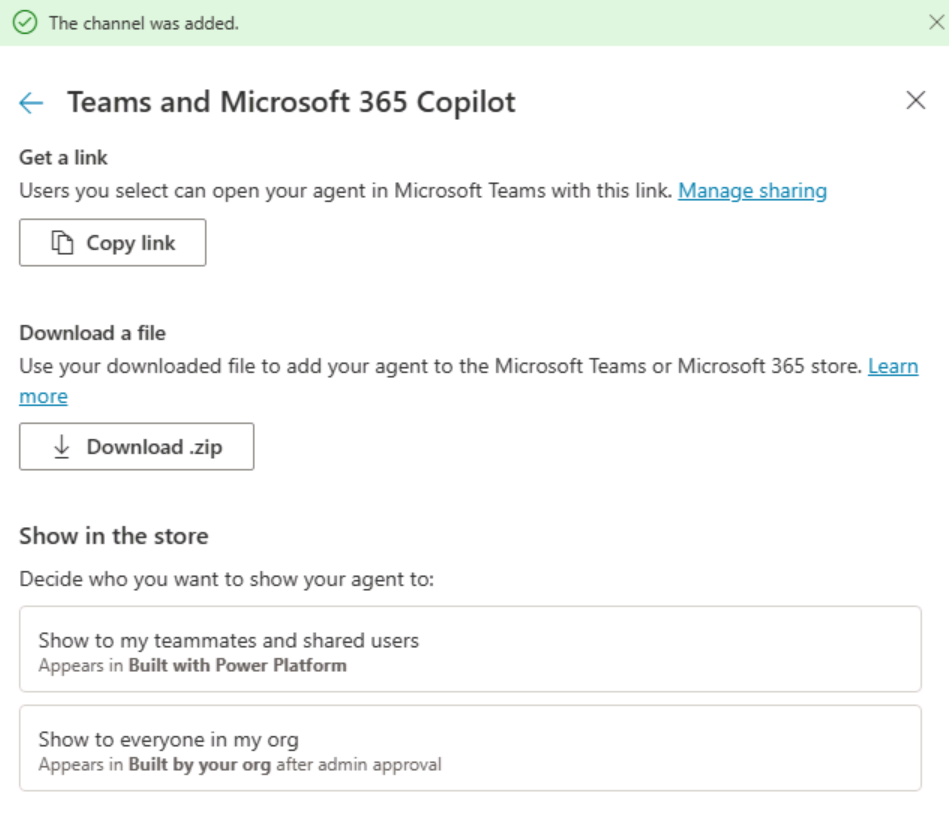 The channel was added.
Teams and Microsoft 365 Copilot
Get a link
Users you select can open your agent in Microsoft Teams with this link. Manage sharing
Copy link
Download a file
Use your downloaded file to add your agent to the Microsoft Teams or Microsoft 365 store. Learn
more
Download .zip
Show in the store
Decide who you want to show your agent to:
Show to my teammates and shared users
Appears in Built with Power Platform
Show to everyone in my org
Appears in Built by your org after admin approval